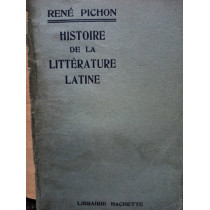 RENÉ PICHON
HISTOIRE
DE LA
LITTÉRATURE
LATINE
LIBRAIRIE HACHETTE